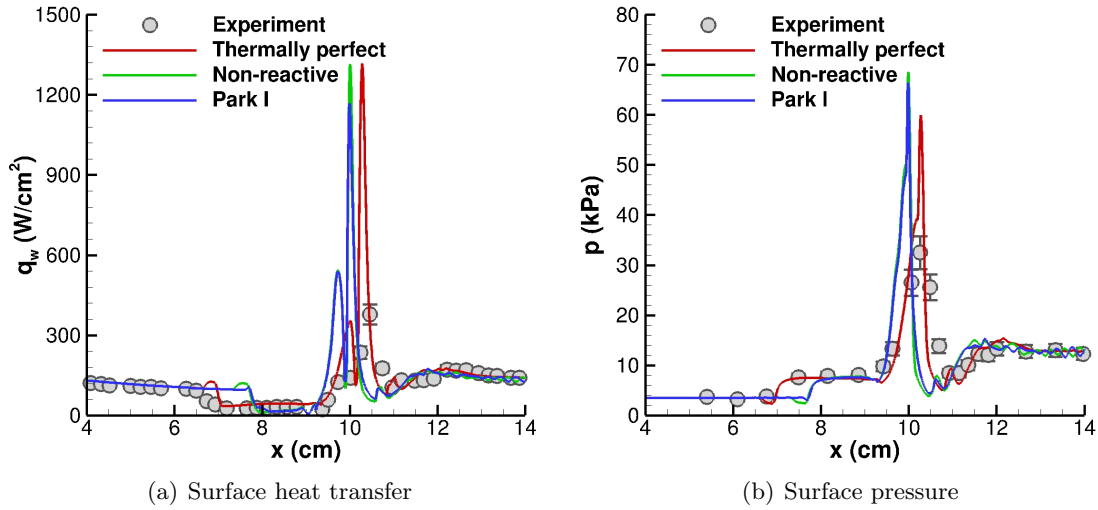 1500
1200
900
600
300
0
q_w (W/cm²)
Experiment
Thermally perfect
Non-reactive
Park I
4 6 8 10 12 14
x (cm)
(a) Surface heat transfer
80
70
60
50
40
30
20
10
0
p (kPa)
Experiment
Thermally perfect
Non-reactive
Park I
4 6 8 10 12 14
x (cm)
(b) Surface pressure